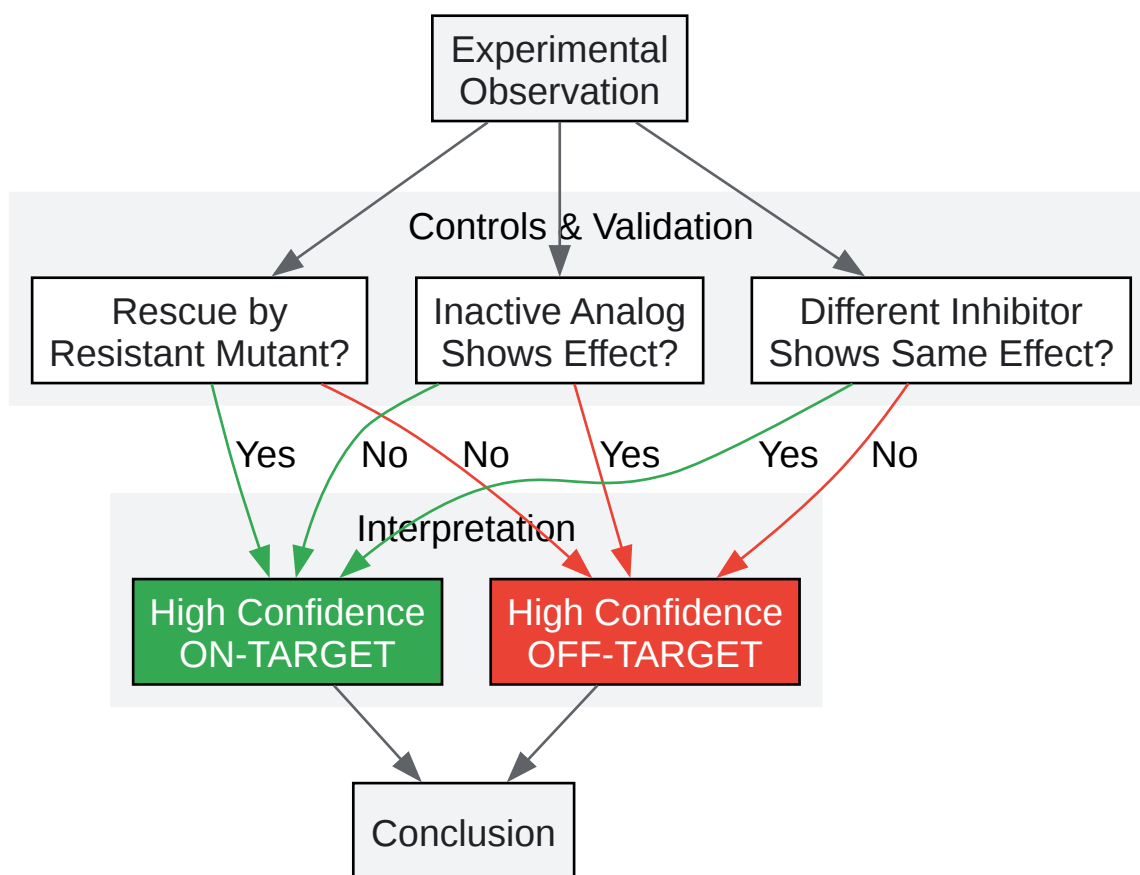 Experimental
Observation
Controls & Validation
Rescue by
Resistant Mutant?
Inactive Analog
Shows Effect?
Different Inhibitor
Shows Same Effect?
Yes
No
No
Yes
Yes
No
Interpretation
High Confidence
ON-TARGET
High Confidence
OFF-TARGET
Conclusion